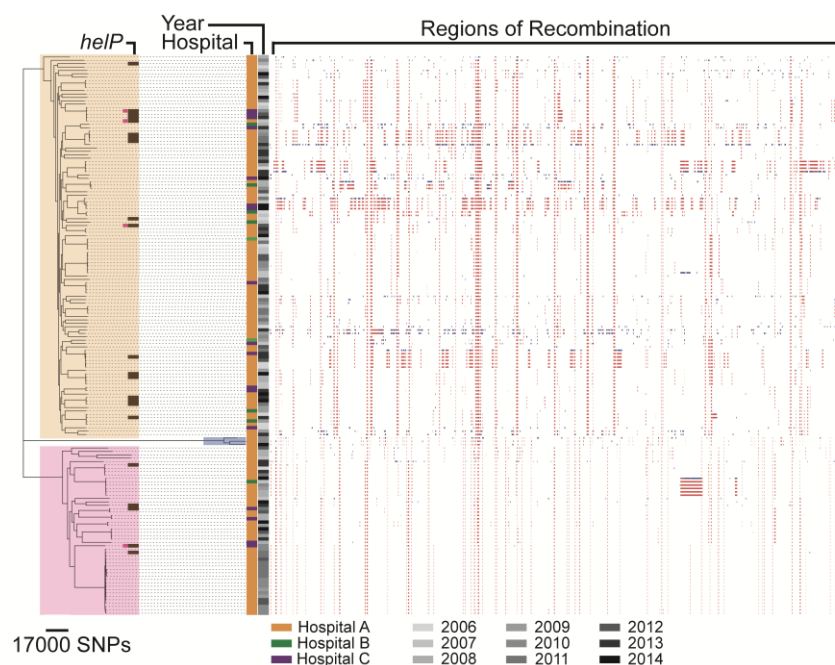 Year
helP
Hospital
Regions of Recombination
17000 SNPs
Hospital A 2006 2009 2012
Hospital B 2007 2010 2013
Hospital C 2008 2011 2014